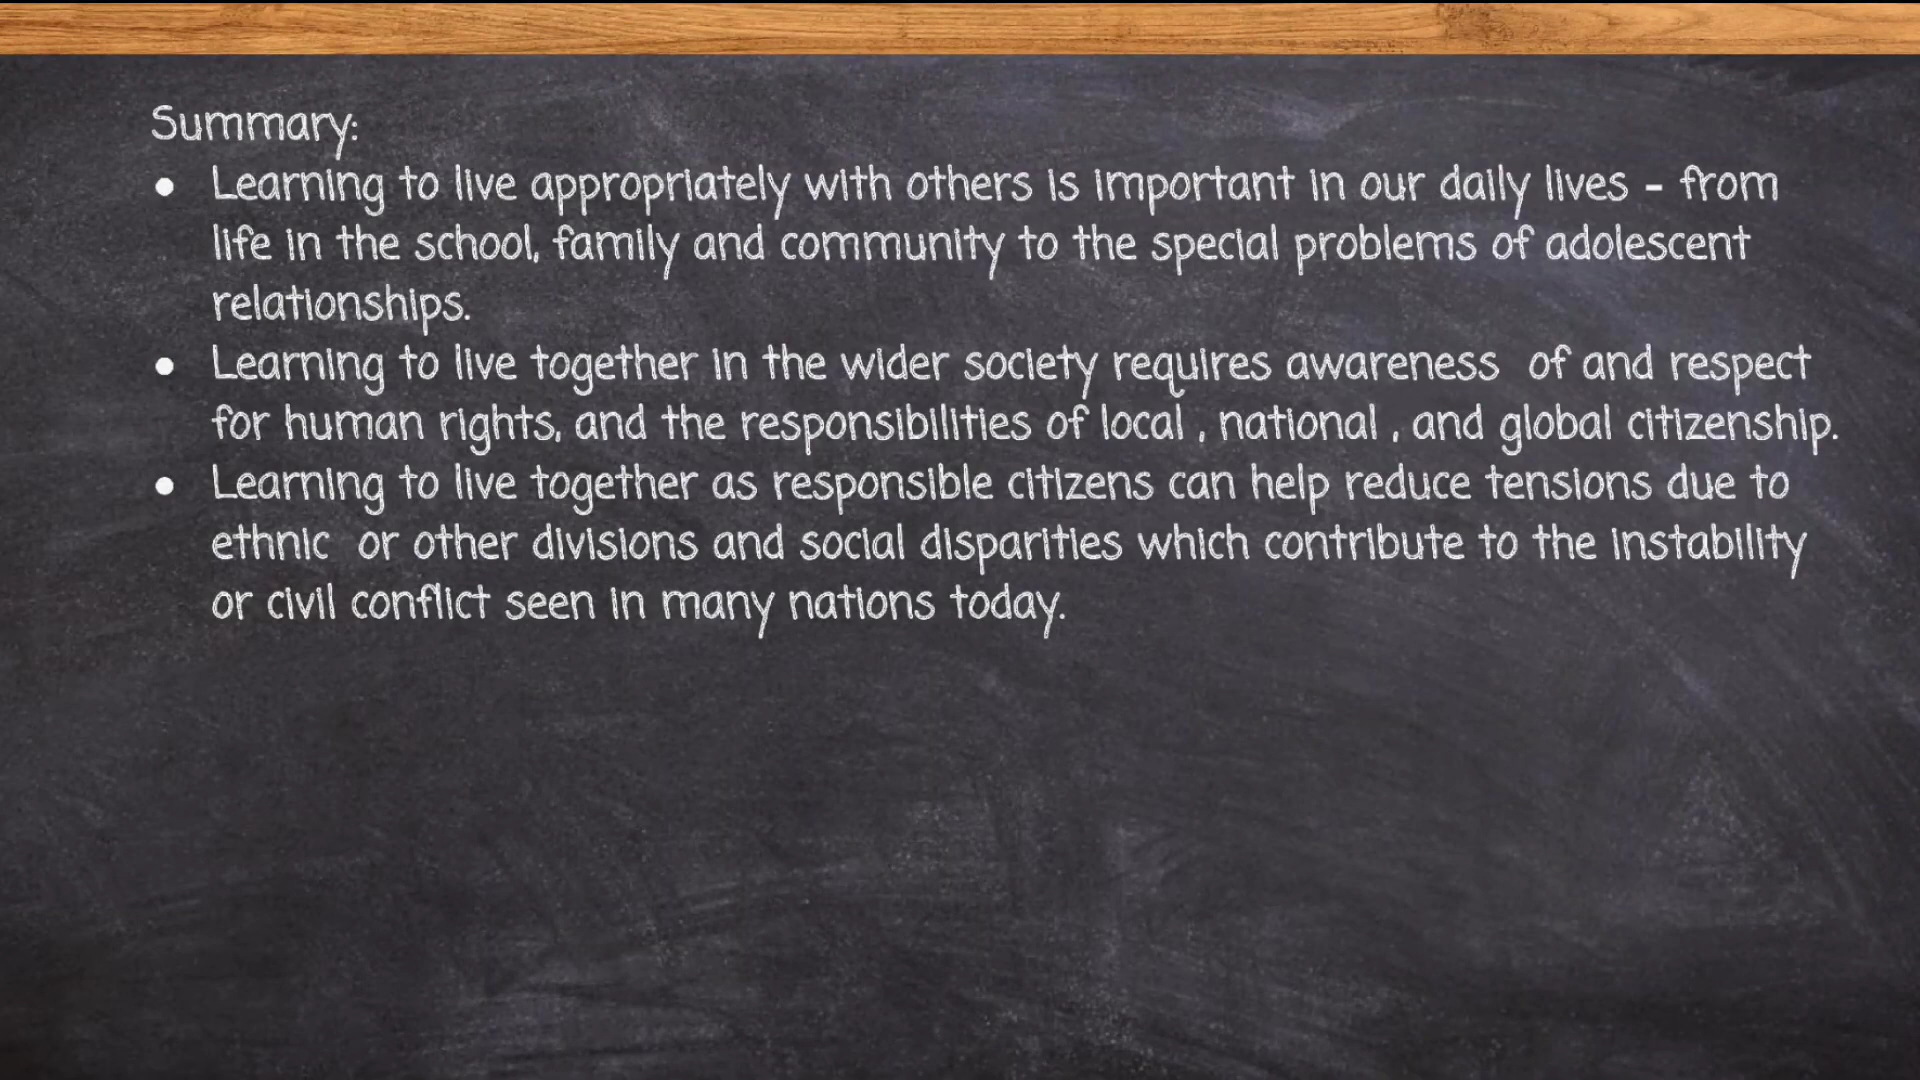 Summary:
● Learning to live appropriately with others is important in our daily lives - from
life in the school, family and community to the special problems of adolescent
relationships.
● Learning to live together in the wider society requires awareness  of and respect
for human rights, and the responsibilities of local , national , and global citizenship.
● Learning to live together as responsible citizens can help reduce tensions due to
ethnic  or other divisions and social disparities which contribute to the instability
or civil conflict seen in many nations today.